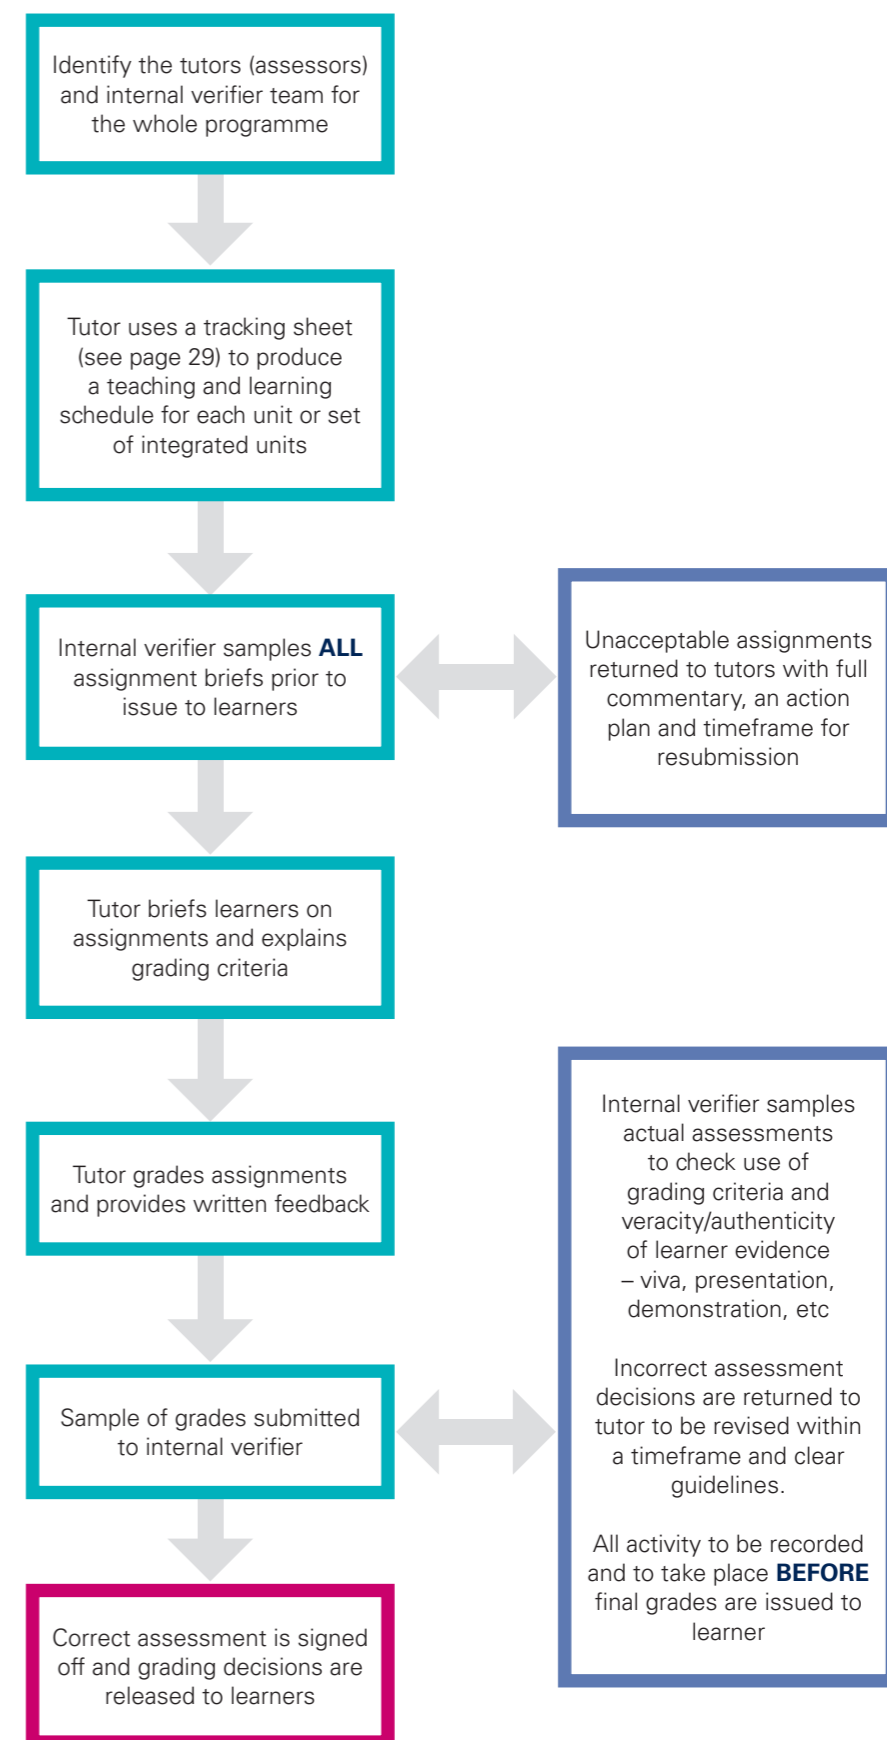 Identify the tutors (assessors)
and internal verifier team for
the whole programme
Tutor uses a tracking sheet
(see page 29) to produce
a teaching and learning
schedule for each unit or set
of integrated units
Internal verifier samples ALL
assignment briefs prior to
issue to learners
Unacceptable assignments
returned to tutors with full
commentary, an action
plan and timeframe for
resubmission
Tutor briefs learners on
assignments and explains
grading criteria
Tutor grades assignments
and provides written feedback
Sample of grades submitted
to internal verifier
Internal verifier samples
actual assessments
to check use of
grading criteria and
veracity/authenticity
of learner evidence
– viva, presentation,
demonstration, etc
Incorrect assessment
decisions are returned to
tutor to be revised within
a timeframe and clear
guidelines.
All activity to be recorded
and to take place BEFORE
final grades are issued to
learner
Correct assessment is signed
off and grading decisions are
released to learners